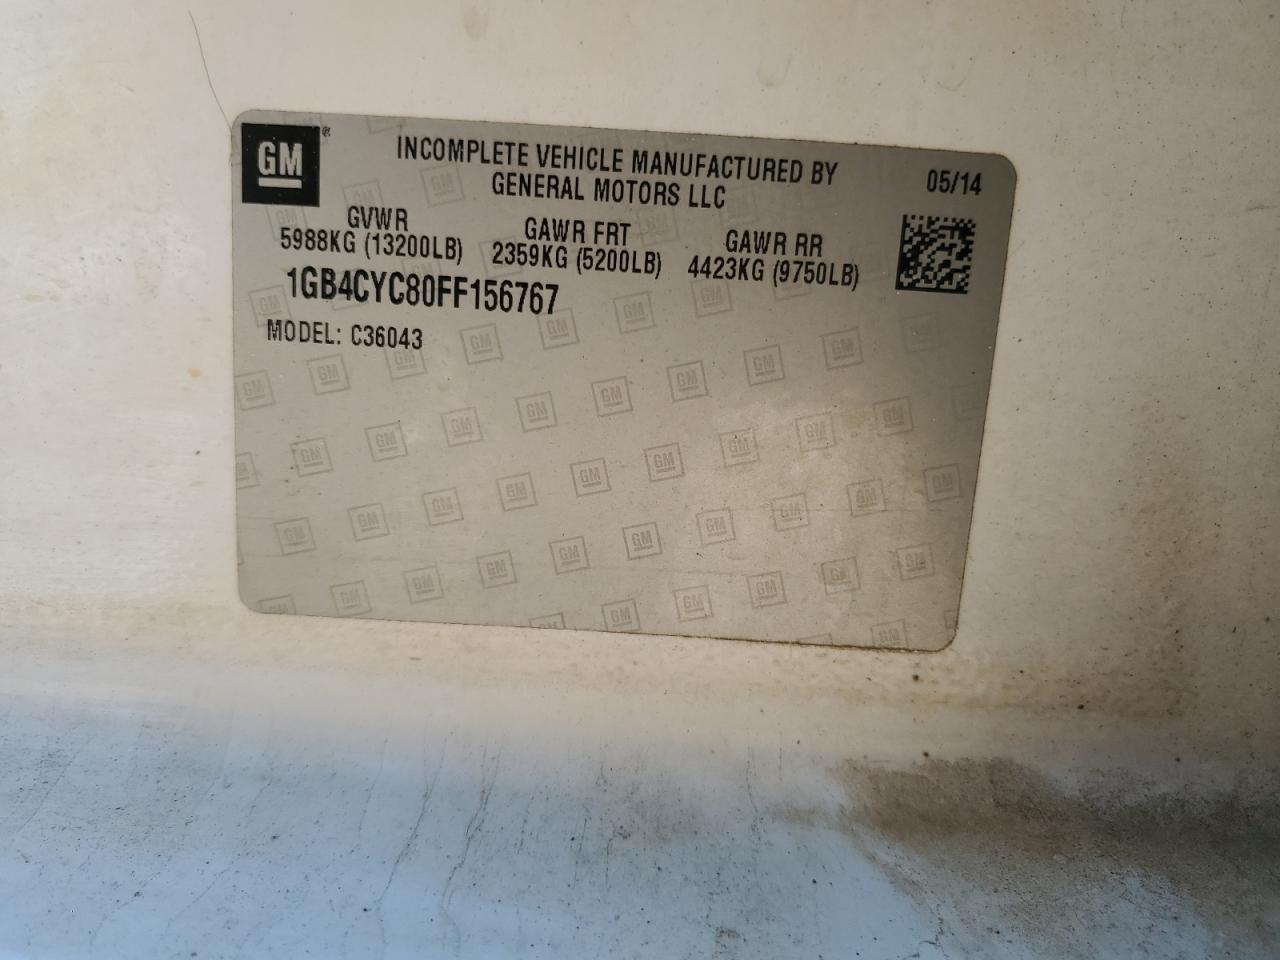 GM®
INCOMPLETE VEHICLE MANUFACTURED BY
GENERAL MOTORS LLC
05/14
GVWR GAWR FRT GAWR RR
5988KG (13200LB) 2359KG (5200LB) 4423KG (9750LB)
1GB4CYC80FF156767
MODEL: C36043